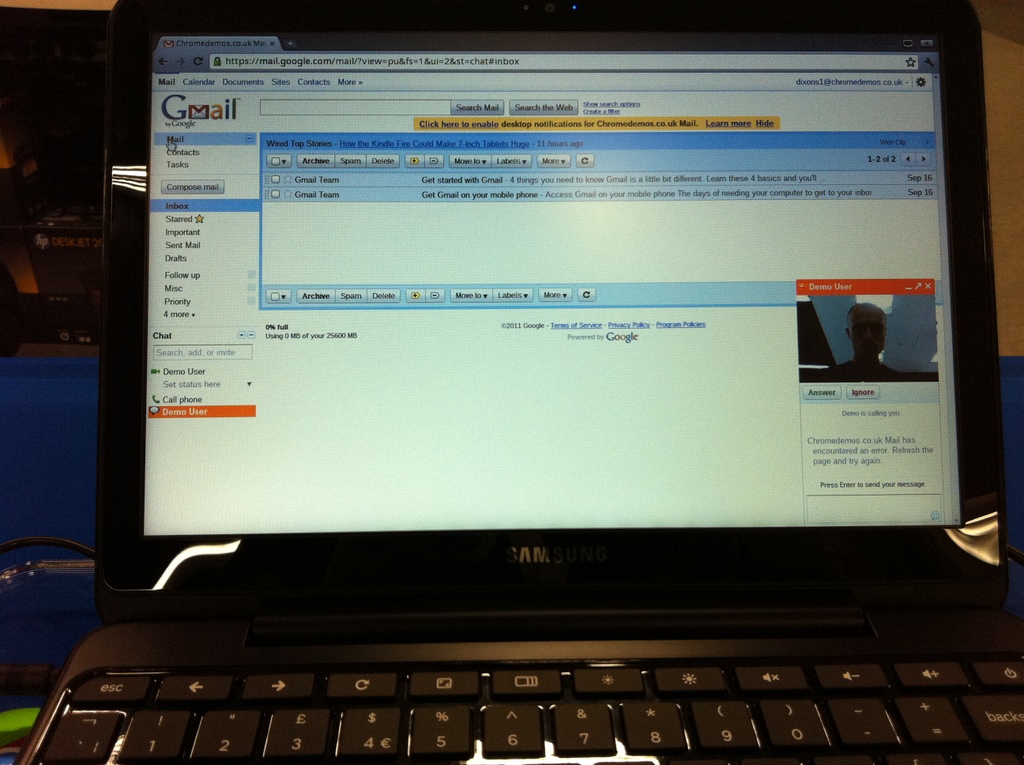 Chromedemos.co.uk Mai
https://mail.google.com/mail/?view=pu&fs=1&ui=2&st=chat#inbox
Mail Calendar Documents Sites Contacts More »
dixons1@chromedemos.co.uk
Gmail
by Google
Search Mail Search the Web
Show search options
Create a filter
Click here to enable desktop notifications for Chromedemos.co.uk Mail. Learn more Hide
Mail
Contacts
Tasks
Compose mail
Inbox
Starred
Important
Sent Mail
Drafts
Follow up
Misc
Priority
4 more
Chat
Search, add, or invite
Demo User
Set status here
Call phone
Demo User
Wired Top Stories - How the Kindle Fire Could Make 7-Inch Tablets Huge - 11 hours ago
Web Clip
Archive Spam Delete Move to Labels More
1-2 of 2
Gmail Team Get started with Gmail - 4 things you need to know Gmail is a little bit different. Learn these 4 basics and you'll ... Sep 16
Gmail Team Get Gmail on your mobile phone - Access Gmail on your mobile phone The days of needing your computer to get to your inbox Sep 16
Archive Spam Delete Move to Labels More
0% full
Using 0 MB of your 25600 MB
©2011 Google - Terms of Service - Privacy Policy - Program Policies
Powered by Google
Demo User
Answer Ignore
Demo is calling you
Chromedemos.co.uk Mail has
encountered an error. Refresh the
page and try again.
Press Enter to send your message
hp DESKJET 20
SAMSUNG
esc
! " £ $ % ^ & * ( ) - +
1 2 3 4 € 5 6 7 8 9 0 - = backs